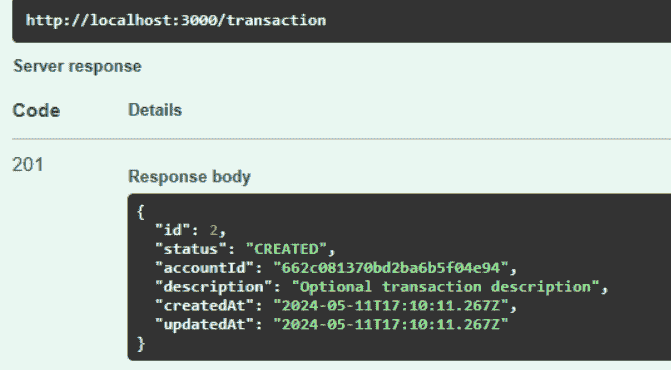 http://localhost:3000/transaction
Server response
Code Details
201
Response body
{
"id": 2,
"status": "CREATED",
"accountId": "662c081370bd2ba6b5f04e94",
"description": "Optional transaction description",
"createdAt": "2024-05-11T17:10:11.267Z",
"updatedAt": "2024-05-11T17:10:11.267Z
}